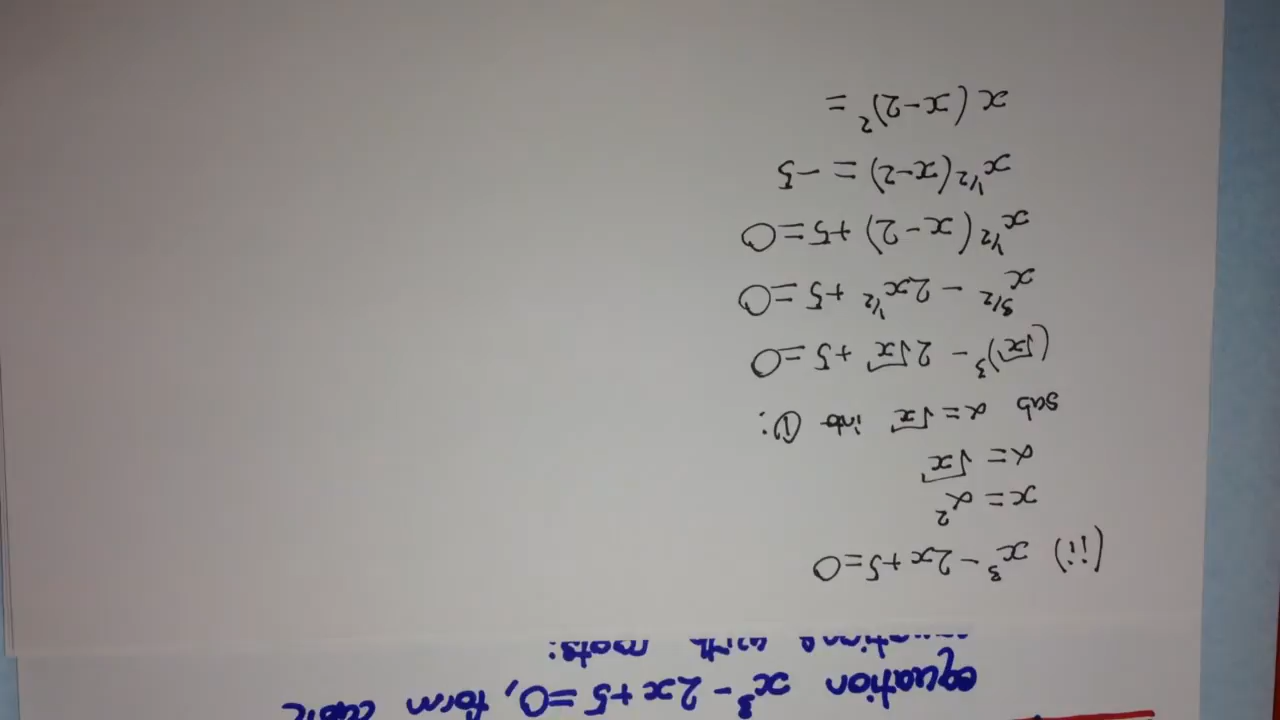 equation x³ - 2x + 5 = 0, form cubic
with roots:
(ii) x³ - 2x + 5 = 0
x = α²
α = √x
sub α = √x into ①:
(√x)³ - 2√x + 5 = 0
x^3/2 - 2x^1/2 + 5 = 0
x^1/2 (x - 2) + 5 = 0
x^1/2 (x - 2) = -5
x (x - 2)² =